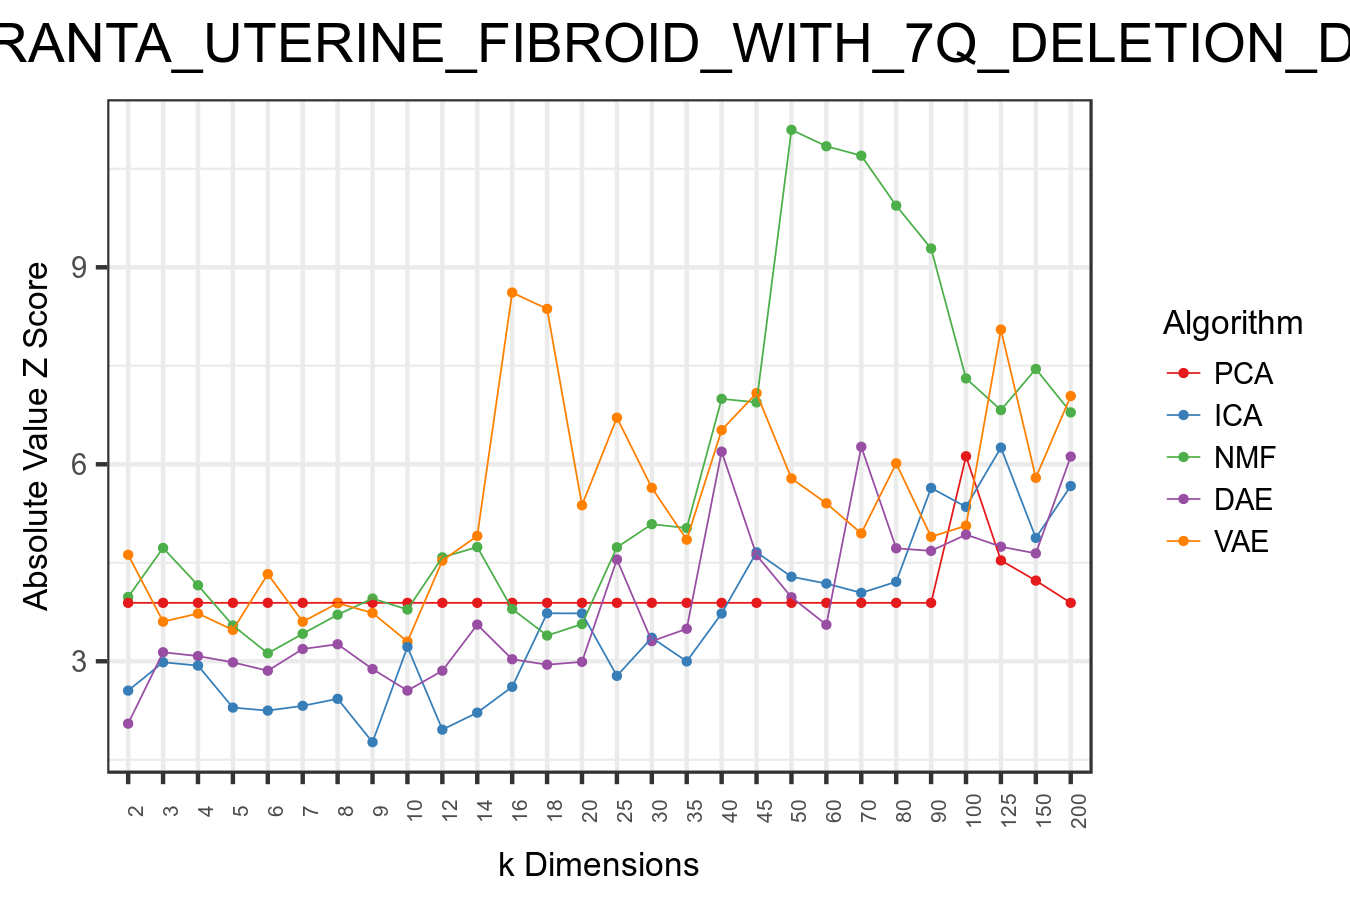 RANTA_UTERINE_FIBROID_WITH_7Q_DELETION_D
Absolute Value Z Score
9
6
3
2 3 4 5 6 7 8 9 10 12 14 16 18 20 25 30 35 40 45 50 60 70 80 90 100 125 150 200
k Dimensions
Algorithm
PCA
ICA
NMF
DAE
VAE